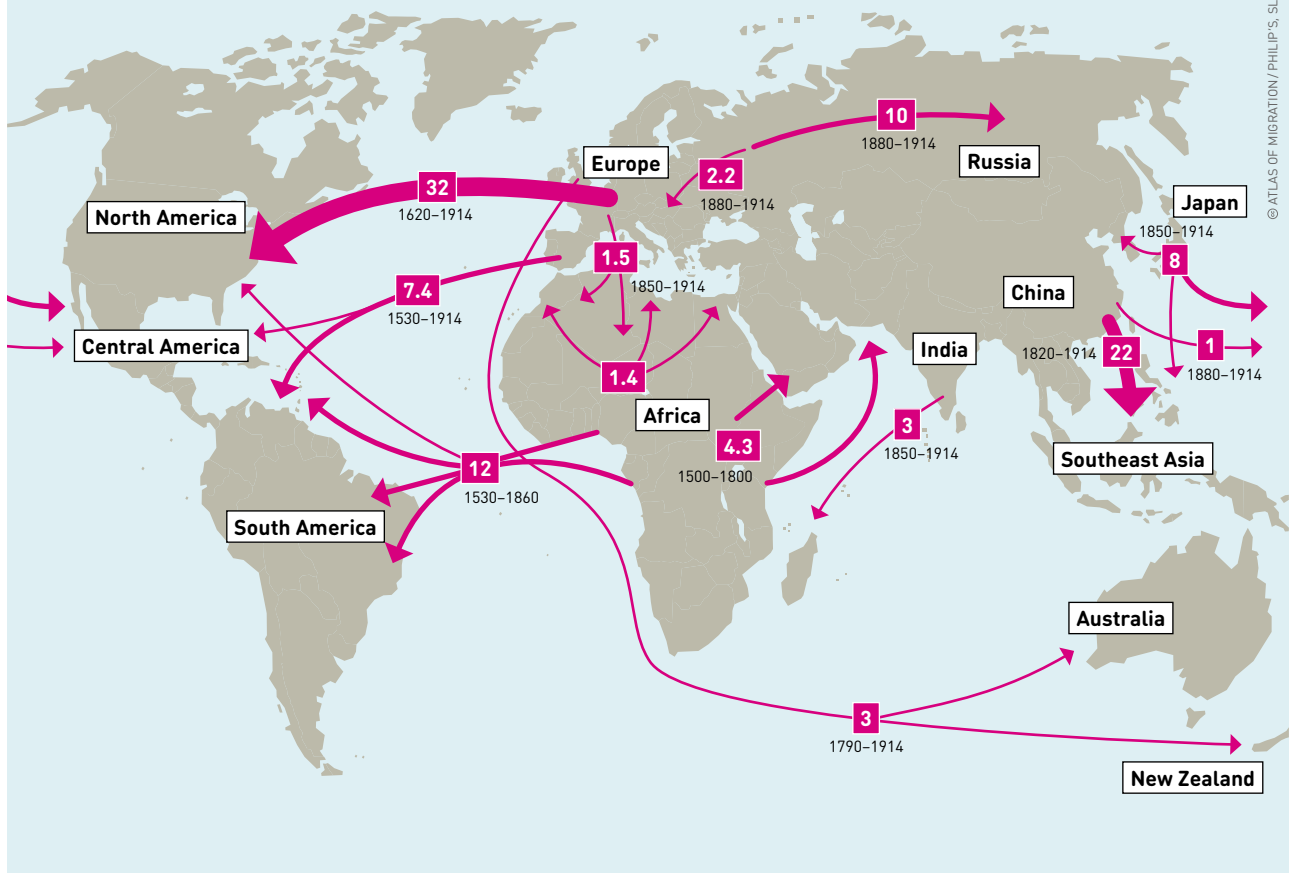 © ATLAS OF MIGRATION / PHILIP'S, SL
10
1880–1914
Europe
Russia
2.2
1880–1914
32
1620–1914
North America
Japan
1850–1914
8
1.5
1850–1914
7.4
1530–1914
China
Central America
India
1820–1914
22
1
1880–1914
1.4
Africa
4.3
1500–1800
3
1850–1914
Southeast Asia
12
1530–1860
South America
Australia
3
1790–1914
New Zealand